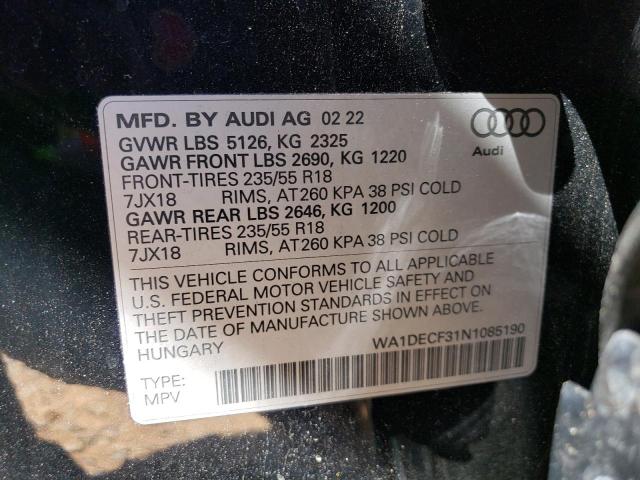 MFD. BY AUDI AG 02 22
GVWR LBS 5126, KG 2325
GAWR FRONT LBS 2690, KG 1220
FRONT-TIRES 235/55 R18
7JX18 RIMS, AT260 KPA 38 PSI COLD
GAWR REAR LBS 2646, KG 1200
REAR-TIRES 235/55 R18
7JX18 RIMS, AT260 KPA 38 PSI COLD
Audi
THIS VEHICLE CONFORMS TO ALL APPLICABLE
U.S. FEDERAL MOTOR VEHICLE SAFETY AND
THEFT PREVENTION STANDARDS IN EFFECT ON
THE DATE OF MANUFACTURE SHOWN ABOVE.
HUNGARY
WA1DECF31N1085190
TYPE:
MPV